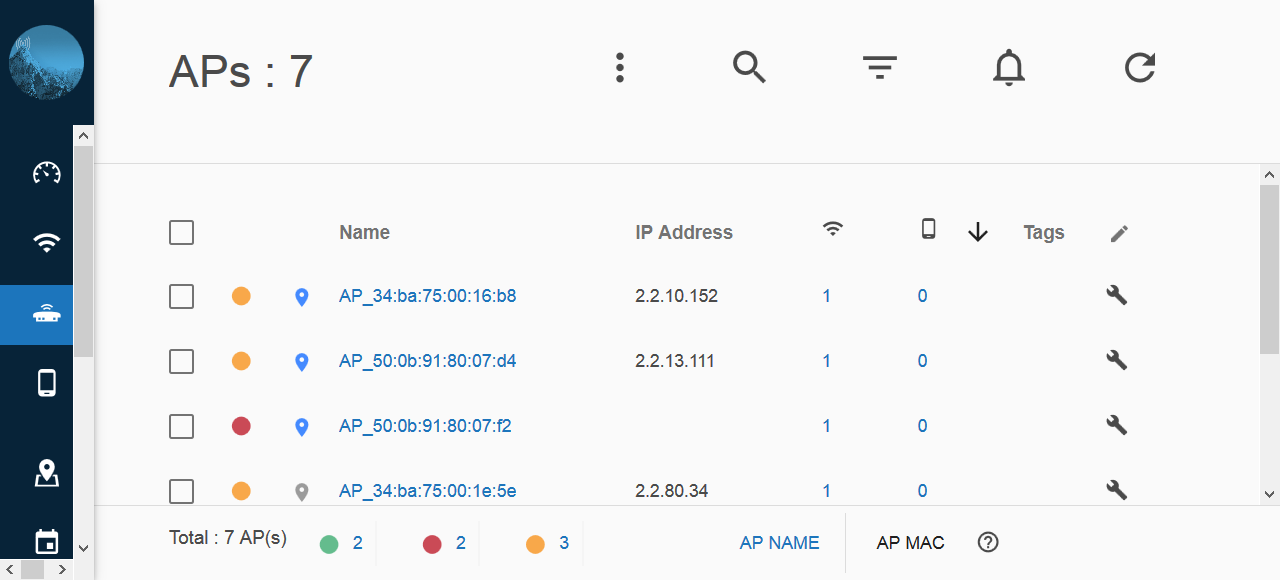 APs : 7
Name IP Address Tags
AP_34:ba:75:00:16:b8 2.2.10.152 1 0
AP_50:0b:91:80:07:d4 2.2.13.111 1 0
AP_50:0b:91:80:07:f2 1 0
AP_34:ba:75:00:1e:5e 2.2.80.34 1 0
Total : 7 AP(s) 2 2 3 AP NAME AP MAC